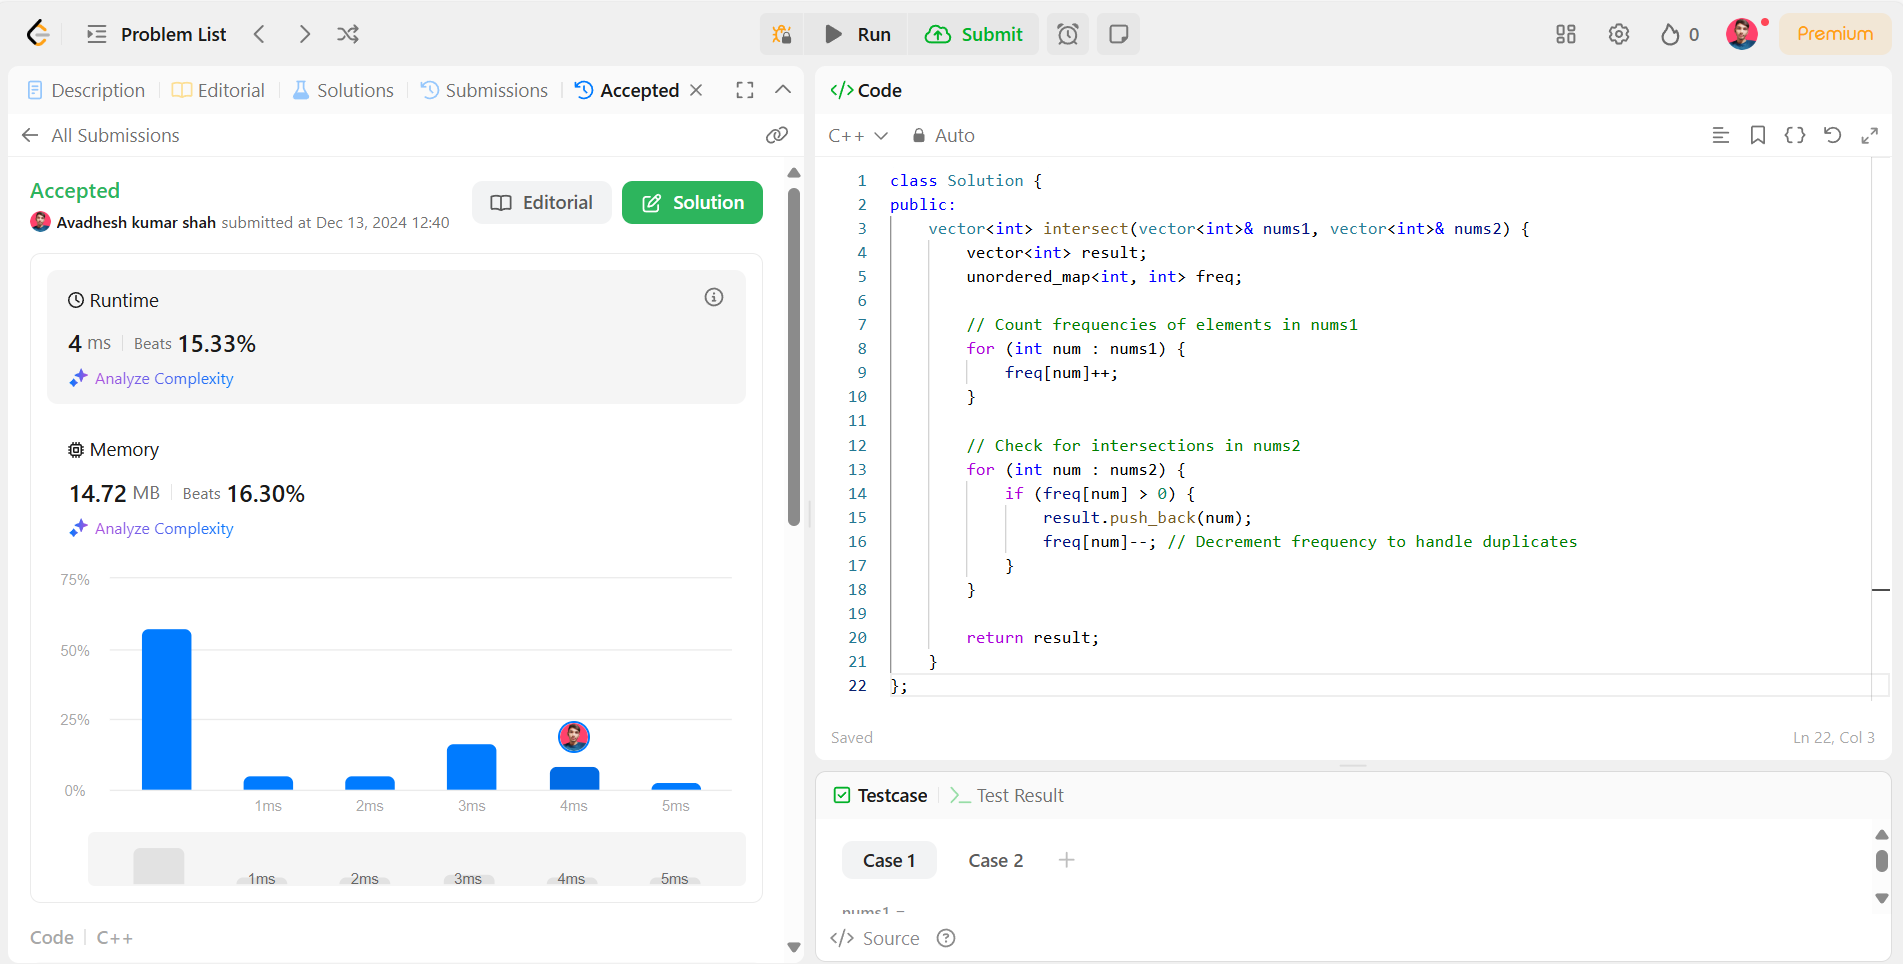 Problem List
Run
Submit
0
Premium
Description
Editorial
Solutions
Submissions
Accepted
All Submissions
Accepted
Avadhesh kumar shah submitted at Dec 13, 2024 12:40
Editorial
Solution
Runtime
4 ms
Beats 15.33%
Analyze Complexity
Memory
14.72 MB
Beats 16.30%
Analyze Complexity
75%
50%
25%
0%
1ms
2ms
3ms
4ms
5ms
1ms
2ms
3ms
4ms
5ms
Code
C++
</> Code
C++
Auto
1 class Solution {
2 public:
3     vector<int> intersect(vector<int>& nums1, vector<int>& nums2) {
4         vector<int> result;
5         unordered_map<int, int> freq;
6
7         // Count frequencies of elements in nums1
8         for (int num : nums1) {
9             freq[num]++;
10         }
11
12         // Check for intersections in nums2
13         for (int num : nums2) {
14             if (freq[num] > 0) {
15                 result.push_back(num);
16                 freq[num]--; // Decrement frequency to handle duplicates
17             }
18         }
19
20         return result;
21     }
22 };
Saved
Ln 22, Col 3
Testcase
Test Result
Case 1
Case 2
nums1 =
</> Source